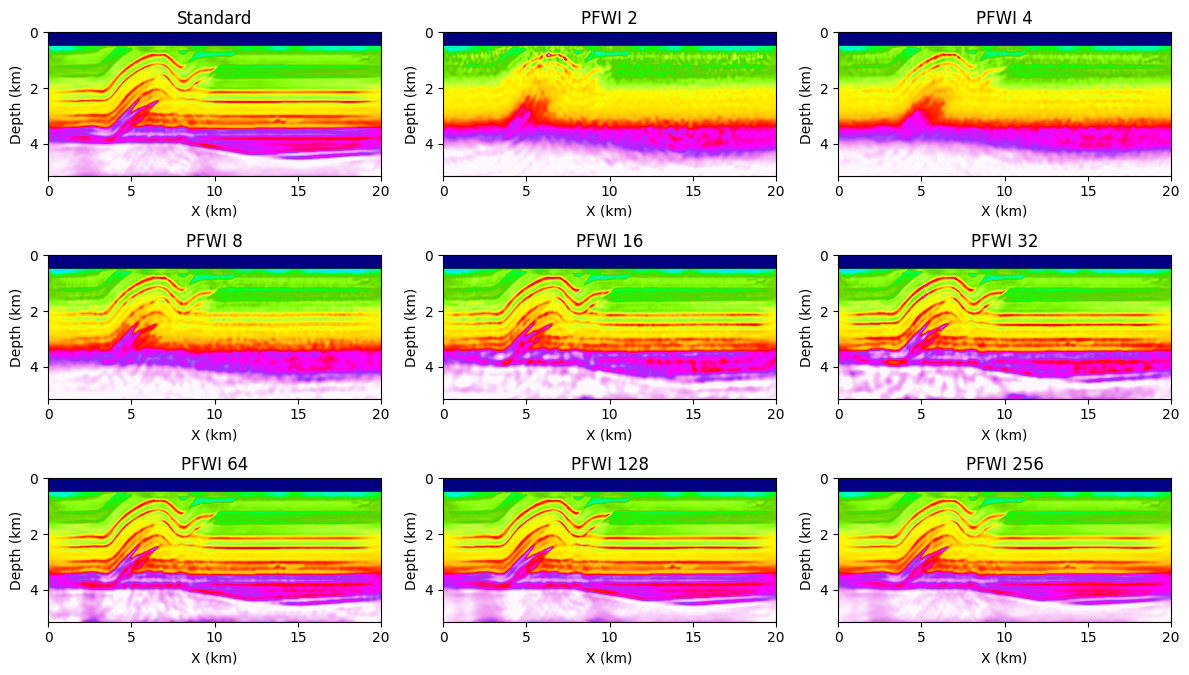 Standard
PFWI 2
PFWI 4
0
2
4
Depth (km)
0 5 10 15 20
X (km)
0
2
4
Depth (km)
0 5 10 15 20
X (km)
0
2
4
Depth (km)
0 5 10 15 20
X (km)
PFWI 8
PFWI 16
PFWI 32
0
2
4
Depth (km)
0 5 10 15 20
X (km)
0
2
4
Depth (km)
0 5 10 15 20
X (km)
0
2
4
Depth (km)
0 5 10 15 20
X (km)
PFWI 64
PFWI 128
PFWI 256
0
2
4
Depth (km)
0 5 10 15 20
X (km)
0
2
4
Depth (km)
0 5 10 15 20
X (km)
0
2
4
Depth (km)
0 5 10 15 20
X (km)